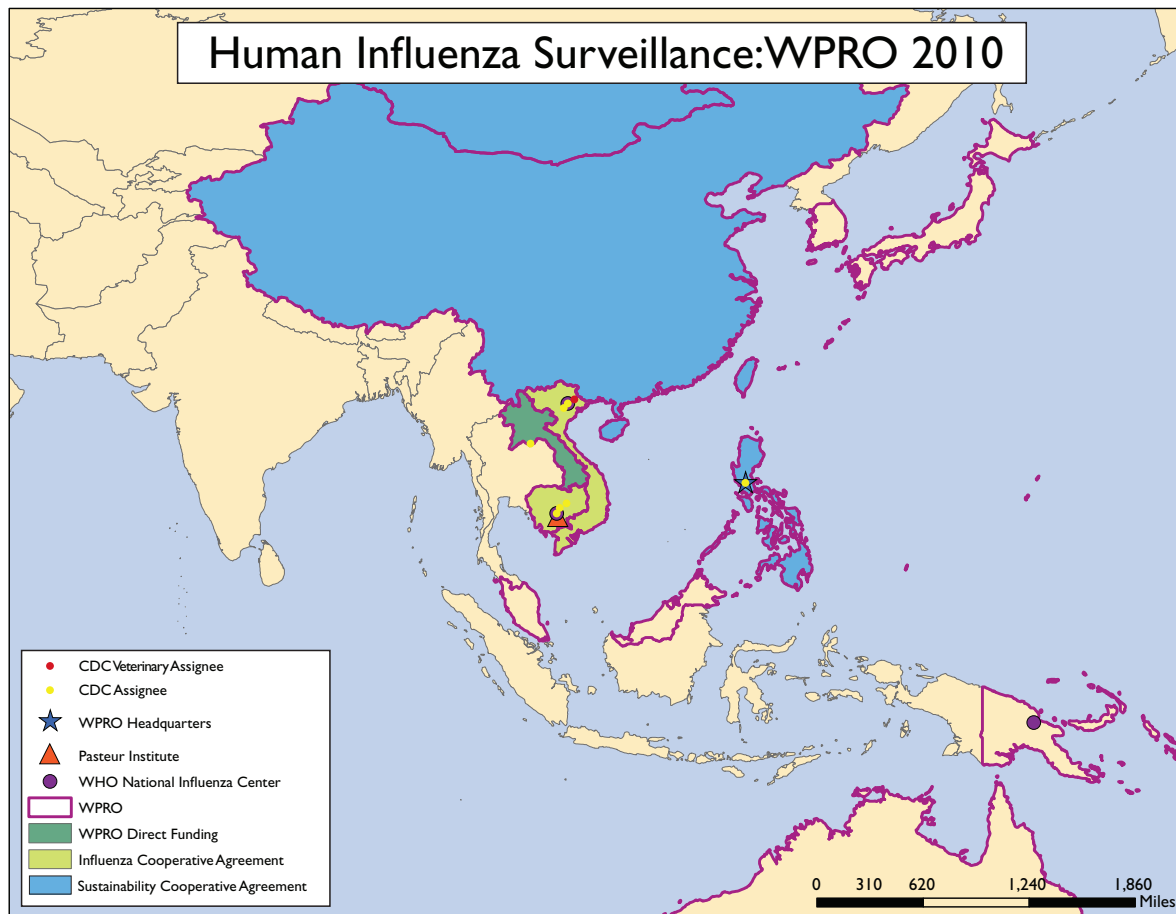 Human Influenza Surveillance: WPRO 2010
CDC Veterinary Assignee
CDC Assignee
WPRO Headquarters
Pasteur Institute
WHO National Influenza Center
WPRO
WPRO Direct Funding
Influenza Cooperative Agreement
Sustainability Cooperative Agreement
0 310 620 1,240 1,860
Miles